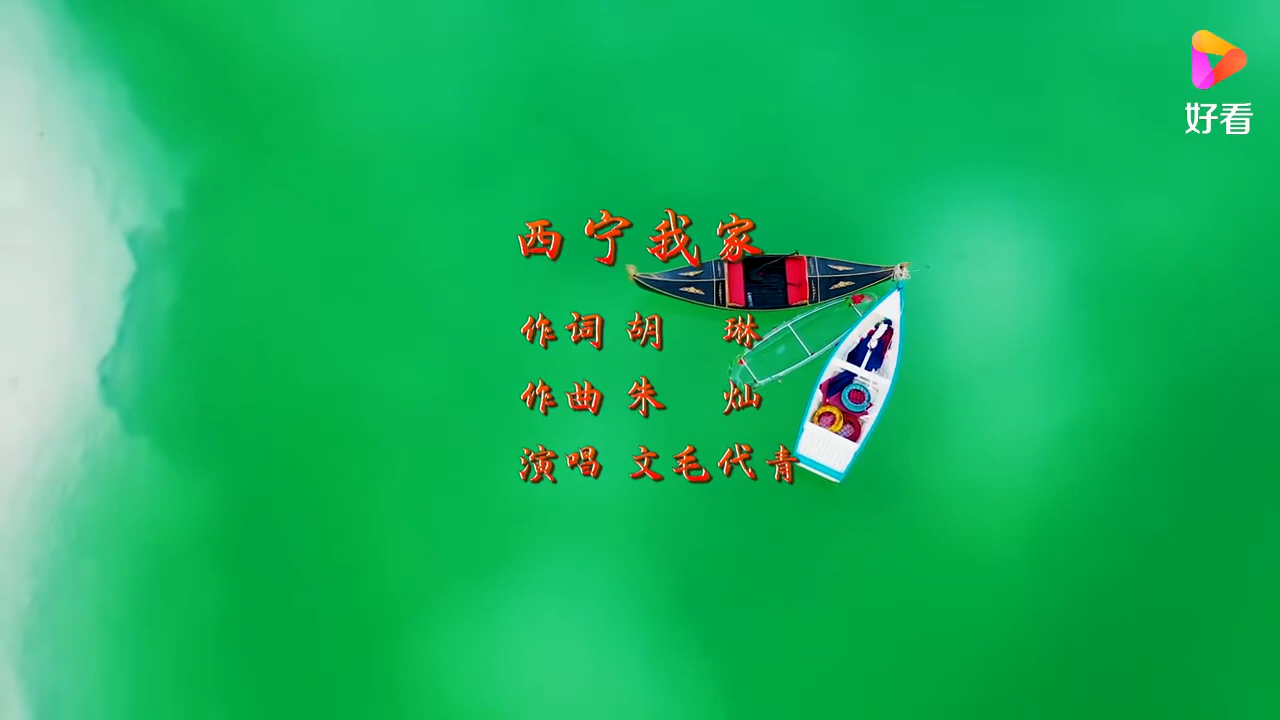 好看
西宁我家
作词 胡 琳
作曲 朱 灿
演唱 文毛代青